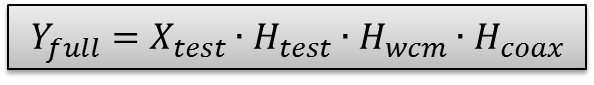 Y_full = X_test · H_test · H_wcm · H_coax